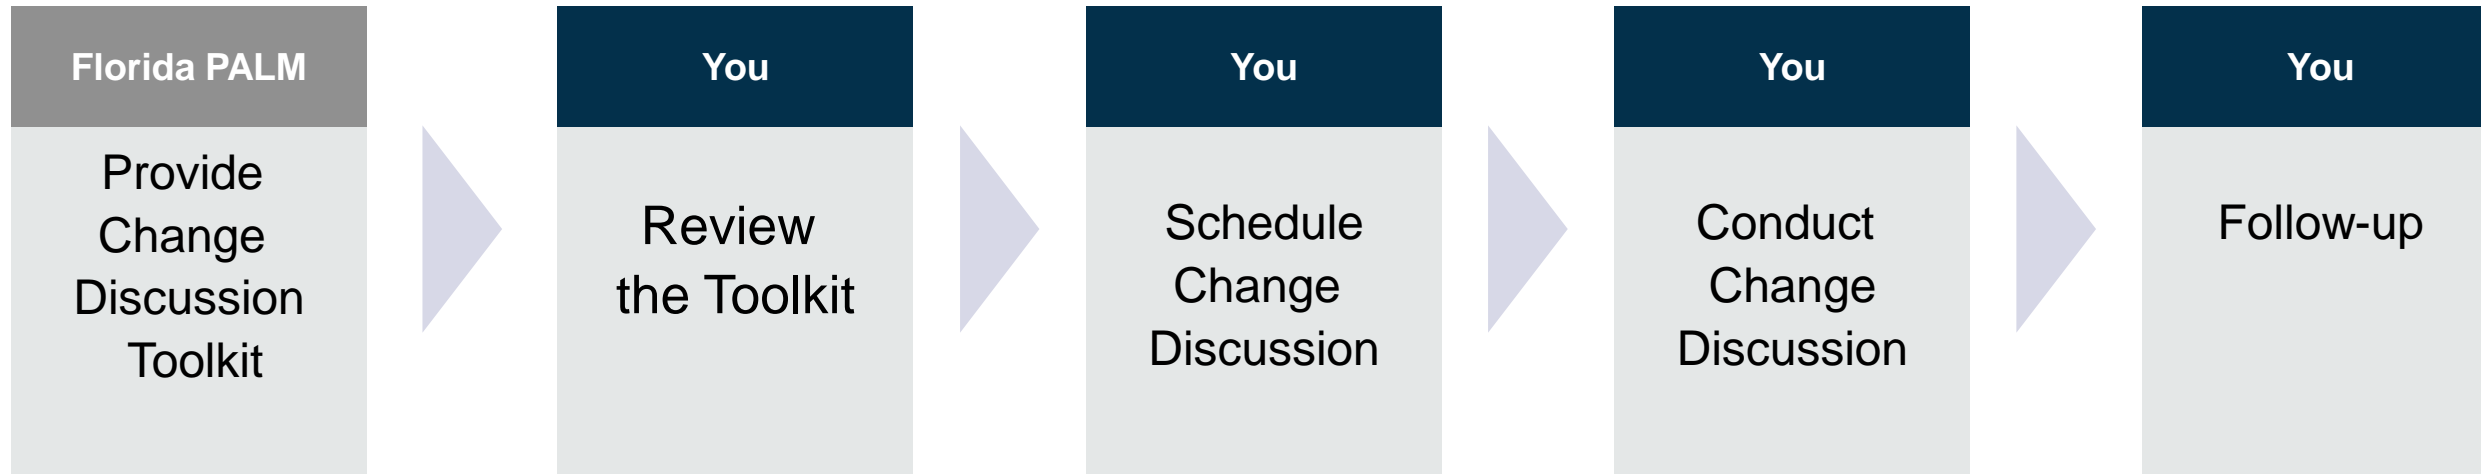 Florida PALM
Provide
Change
Discussion
Toolkit
You
Review
the Toolkit
You
Schedule
Change
Discussion
You
Conduct
Change
Discussion
You
Follow-up